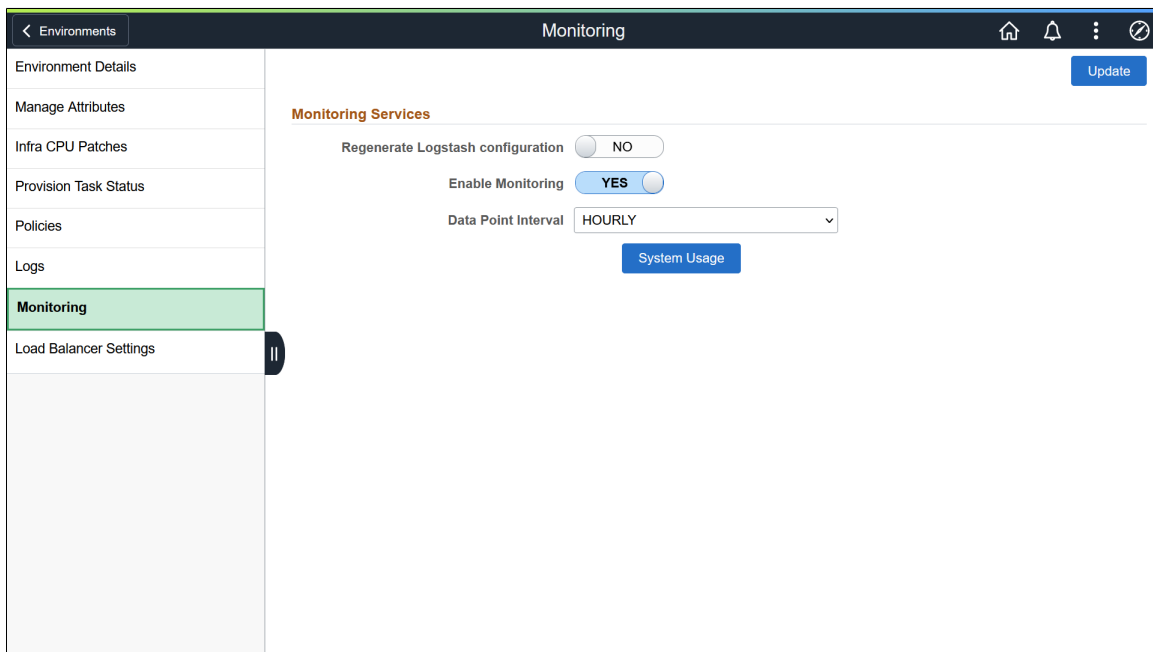 Environments
Monitoring
Environment Details
Manage Attributes
Infra CPU Patches
Provision Task Status
Policies
Logs
Monitoring
Load Balancer Settings
Update
Monitoring Services
Regenerate Logstash configuration NO
Enable Monitoring YES
Data Point Interval HOURLY
System Usage